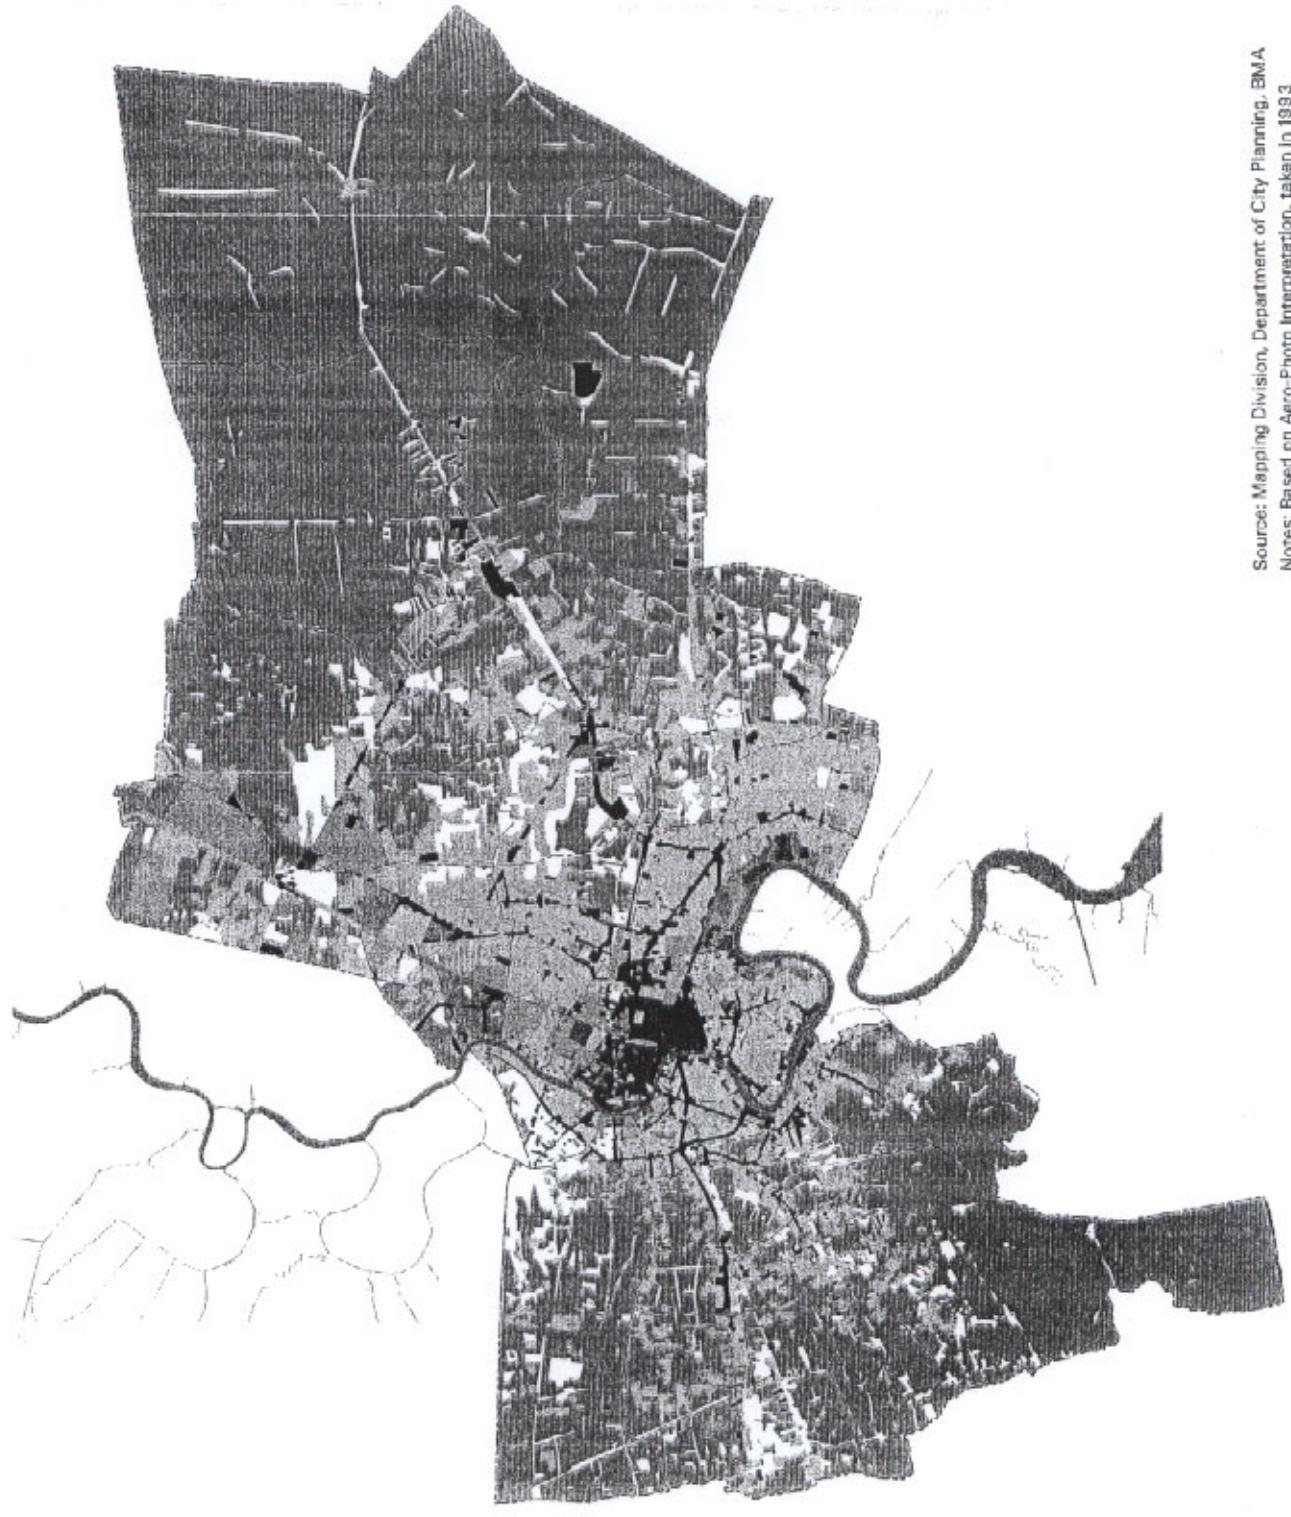 Source: Mapping Division, Department of City Planning, BMA
Notes: Based on Aero-Photo Interpretation, taken in 1993